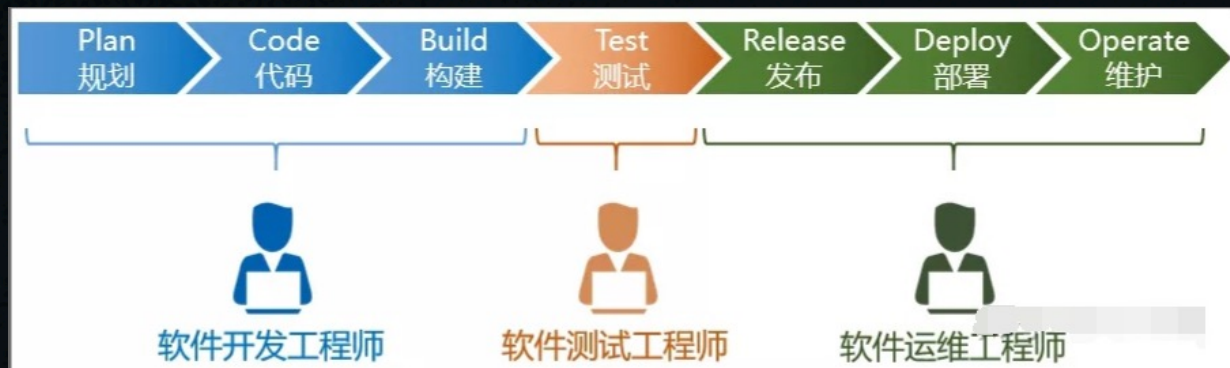 Plan
规划
Code
代码
Build
构建
Test
测试
Release
发布
Deploy
部署
Operate
维护
软件开发工程师
软件测试工程师
软件运维工程师